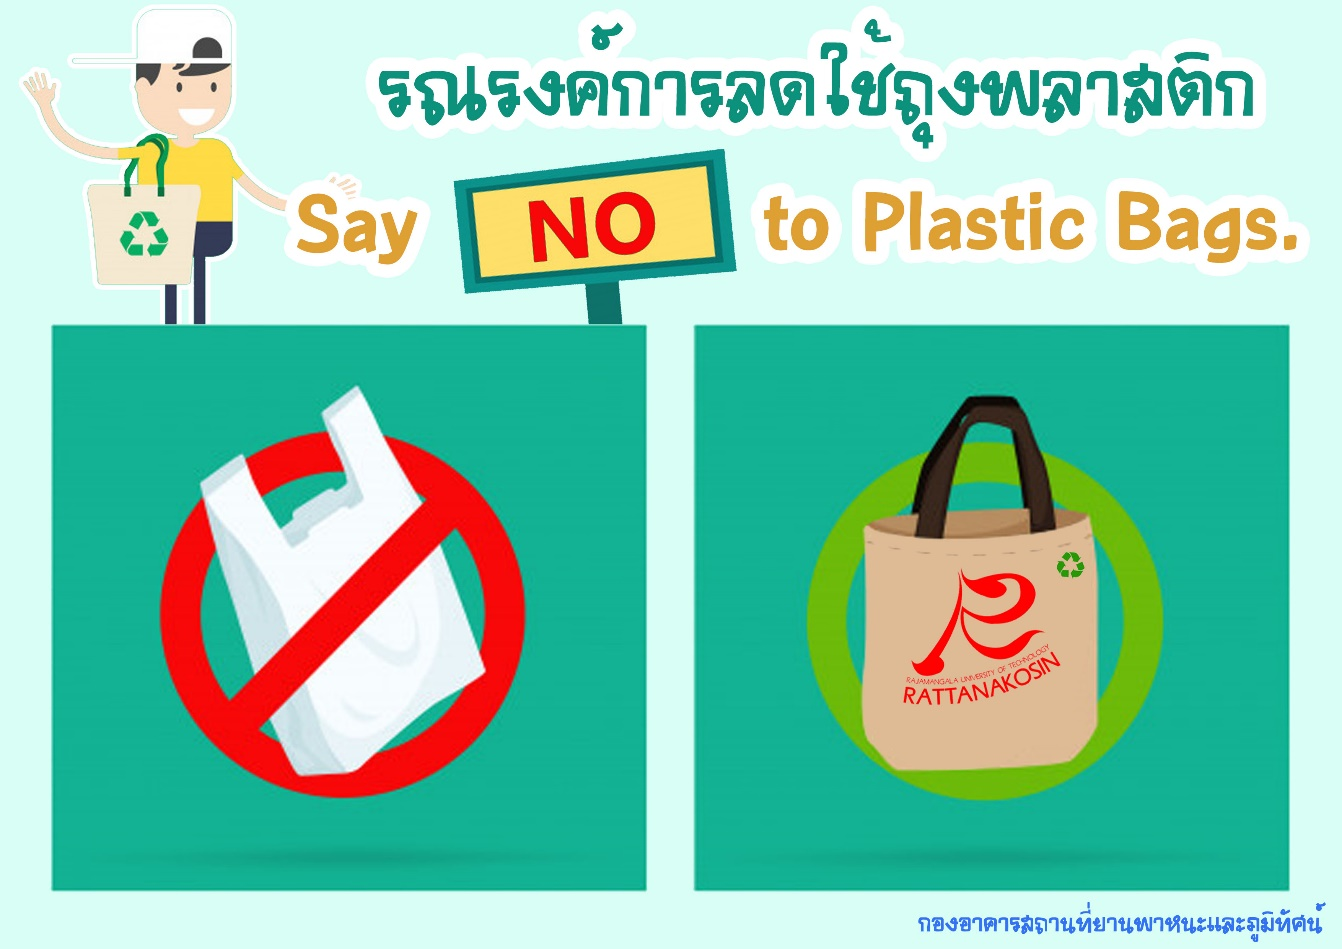 รณรงค์การลดใช้ถุงพลาสติก
Say NO to Plastic Bags.
RAJAMANGALA UNIVERSITY OF TECHNOLOGY
RATTANAKOSIN
กองอาคารสถานที่ยานพาหนะและภูมิทัศน์